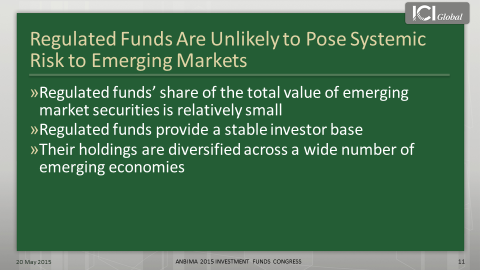 ICI
Global
Regulated Funds Are Unlikely to Pose Systemic
Risk to Emerging Markets
»Regulated funds' share of the total value of emerging
market securities is relatively small
»Regulated funds provide a stable investor base
»Their holdings are diversified across a wide number of
emerging economies
20 May 2015 ANBIMA 2015 INVESTMENT FUNDS CONGRESS 11